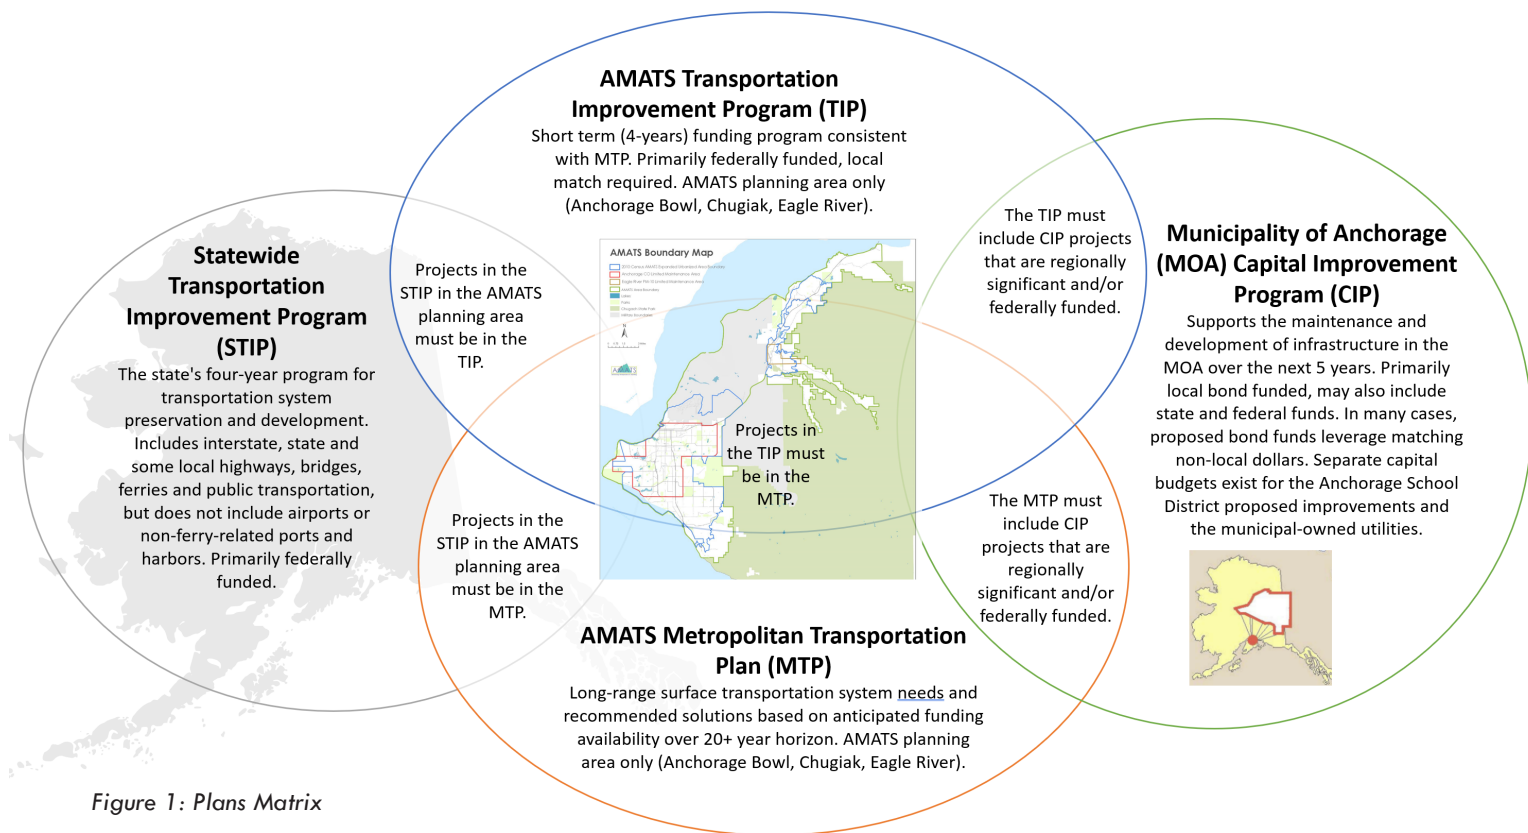 AMATS Transportation
Improvement Program (TIP)
Short term (4-years) funding program consistent
with MTP. Primarily federally funded, local
match required. AMATS planning area only
(Anchorage Bowl, Chugiak, Eagle River).
Statewide
Transportation
Improvement Program
(STIP)
The state's four-year program for
transportation system
preservation and development.
Includes interstate, state and
some local highways, bridges,
ferries and public transportation,
but does not include airports or
non-ferry-related ports and
harbors. Primarily federally
funded.
Projects in the
STIP in the AMATS
planning area
must be in the
TIP.
AMATS Boundary Map
N
AMATS
Projects in
the TIP must
be in the
MTP.
The TIP must
include CIP projects
that are regionally
significant and/or
federally funded.
Municipality of Anchorage
(MOA) Capital Improvement
Program (CIP)
Supports the maintenance and
development of infrastructure in the
MOA over the next 5 years. Primarily
local bond funded, may also include
state and federal funds. In many cases,
proposed bond funds leverage matching
non-local dollars. Separate capital
budgets exist for the Anchorage School
District proposed improvements and
the municipal-owned utilities.
Projects in the
STIP in the AMATS
planning area
must be in the
MTP.
The MTP must
include CIP
projects that are
regionally
significant and/or
federally funded.
AMATS Metropolitan Transportation
Plan (MTP)
Long-range surface transportation system needs and
recommended solutions based on anticipated funding
availability over 20+ year horizon. AMATS planning
area only (Anchorage Bowl, Chugiak, Eagle River).
Figure 1: Plans Matrix